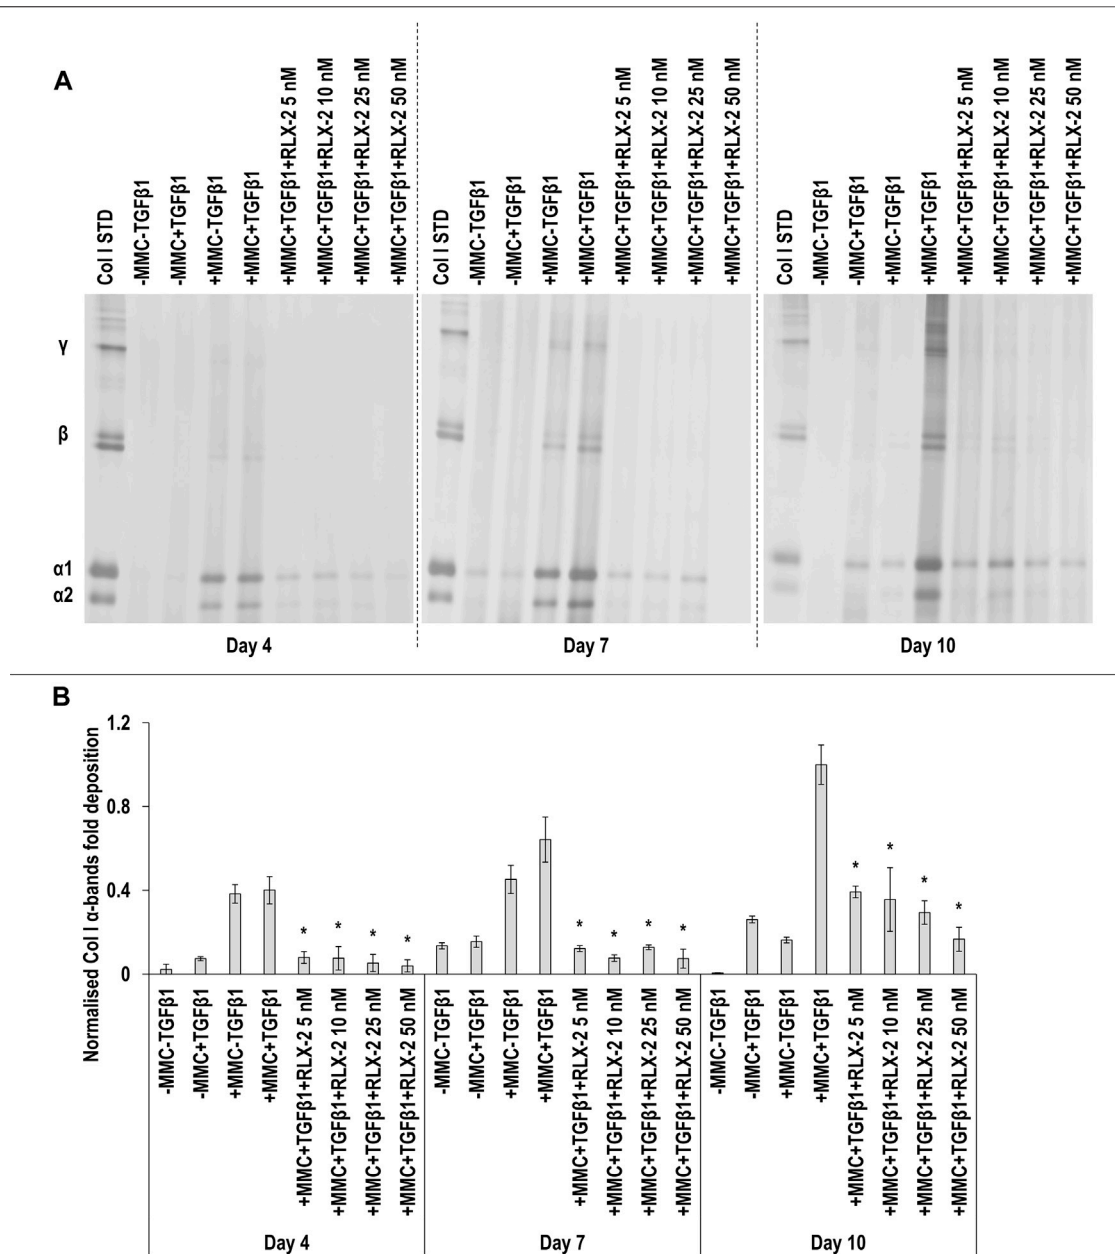 A
Col I STD
-MMC-TGFβ1
-MMC+TGFβ1
+MMC-TGFβ1
+MMC+TGFβ1
+MMC+TGFβ1+RLX-2 5 nM
+MMC+TGFβ1+RLX-2 10 nM
+MMC+TGFβ1+RLX-2 25 nM
+MMC+TGFβ1+RLX-2 50 nM
Col I STD
-MMC-TGFβ1
-MMC+TGFβ1
+MMC-TGFβ1
+MMC+TGFβ1
+MMC+TGFβ1+RLX-2 5 nM
+MMC+TGFβ1+RLX-2 10 nM
+MMC+TGFβ1+RLX-2 25 nM
+MMC+TGFβ1+RLX-2 50 nM
Col I STD
-MMC-TGFβ1
-MMC+TGFβ1
+MMC-TGFβ1
+MMC+TGFβ1
+MMC+TGFβ1+RLX-2 5 nM
+MMC+TGFβ1+RLX-2 10 nM
+MMC+TGFβ1+RLX-2 25 nM
+MMC+TGFβ1+RLX-2 50 nM
γ
β
α1
α2
Day 4
Day 7
Day 10
B
Normalised Col I α-bands fold deposition
1.2
0.8
0.4
0
* * * *
* * * *
* * * *
-MMC-TGFβ1
-MMC+TGFβ1
+MMC-TGFβ1
+MMC+TGFβ1
+MMC+TGFβ1+RLX-2 5 nM
+MMC+TGFβ1+RLX-2 10 nM
+MMC+TGFβ1+RLX-2 25 nM
+MMC+TGFβ1+RLX-2 50 nM
-MMC-TGFβ1
-MMC+TGFβ1
+MMC-TGFβ1
+MMC+TGFβ1
+MMC+TGFβ1+RLX-2 5 nM
+MMC+TGFβ1+RLX-2 10 nM
+MMC+TGFβ1+RLX-2 25 nM
+MMC+TGFβ1+RLX-2 50 nM
-MMC-TGFβ1
-MMC+TGFβ1
+MMC-TGFβ1
+MMC+TGFβ1
+MMC+TGFβ1+RLX-2 5 nM
+MMC+TGFβ1+RLX-2 10 nM
+MMC+TGFβ1+RLX-2 25 nM
+MMC+TGFβ1+RLX-2 50 nM
Day 4
Day 7
Day 10